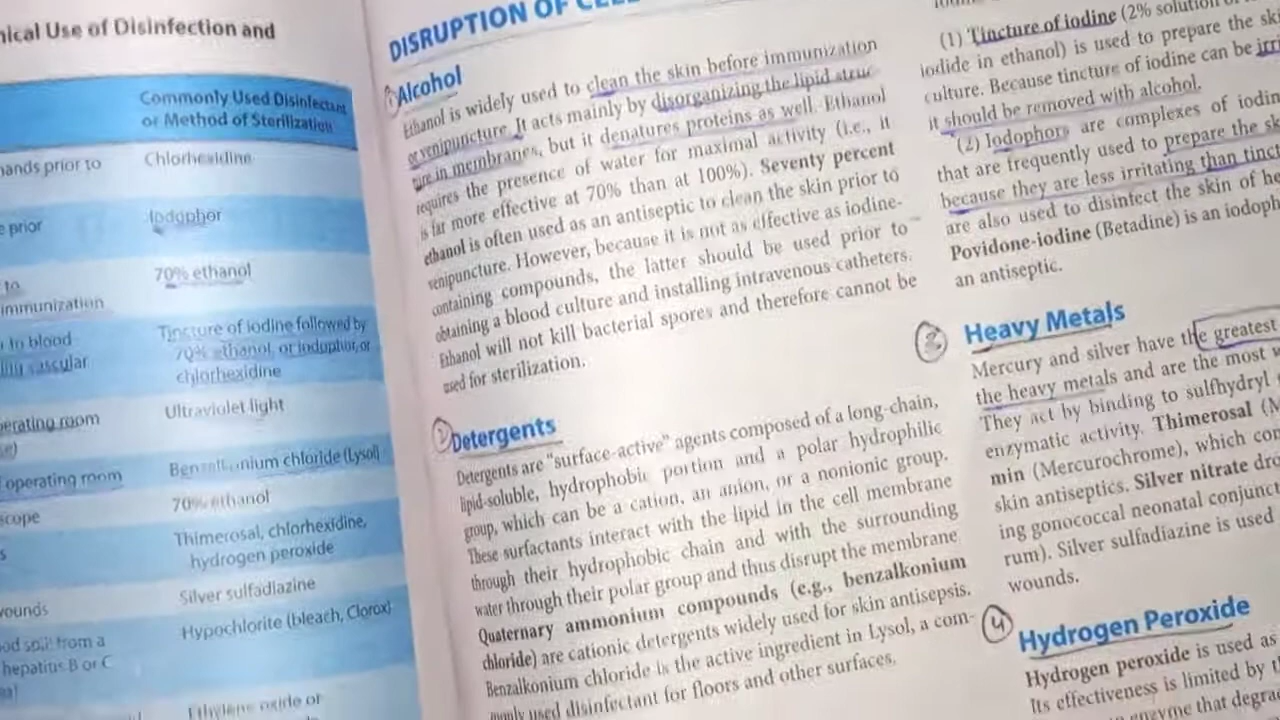 nical Use of Disinfection and
Commonly Used Disinfectant
or Method of Sterilization
ands prior to
Chlorhexidine
prior
Iodophor
to
immunization
70% ethanol
to blood
vascular
Tincture of iodine followed by
70% ethanol, or iodophor, or
chlorhexidine
erating room
Ultraviolet light
operating room
Benzalkonium chloride (Lysol)
scope
70% ethanol
Thimerosal, chlorhexidine,
hydrogen peroxide
wounds
Silver sulfadiazine
from a
hepatitis B or C
Hypochlorite (bleach, Clorox)
Ethylene oxide or
DISRUPTION OF
1 Alcohol
Ethanol is widely used to clean the skin before immunization
or venipuncture. It acts mainly by disorganizing the lipid struc
ture in membranes, but it denatures proteins as well. Ethanol
requires the presence of water for maximal activity (i.e., it
is far more effective at 70% than at 100%). Seventy percent
ethanol is often used as an antiseptic to clean the skin prior to
venipuncture. However, because it is not as effective as iodine-
containing compounds, the latter should be used prior to
obtaining a blood culture and installing intravenous catheters.
Ethanol will not kill bacterial spores and therefore cannot be
used for sterilization.
Detergents
Detergents are "surface-active" agents composed of a long-chain,
lipid-soluble, hydrophobic portion and a polar hydrophilic
group, which can be a cation, an anion, or a nonionic group.
These surfactants interact with the lipid in the cell membrane
through their hydrophobic chain and with the surrounding
water through their polar group and thus disrupt the membrane
Quaternary ammonium compounds (e.g., benzalkonium
chloride) are cationic detergents widely used for skin antisepsis.
Benzalkonium chloride is the active ingredient in Lysol, a com-
monly used disinfectant for floors and other surfaces.
(1) Tincture of iodine (2% solution
iodide in ethanol) is used to prepare the sk
culture. Because tincture of iodine can be irri
it should be removed with alcohol.
(2) Iodophors are complexes of iodin
that are frequently used to prepare the sk
because they are less irritating than tinct
are also used to disinfect the skin of he
Povidone-iodine (Betadine) is an iodoph
an antiseptic.
Heavy Metals
Mercury and silver have the greatest
the heavy metals and are the most w
They act by binding to sulfhydryl
enzymatic activity. Thimerosal (M
min (Mercurochrome), which con
skin antiseptics. Silver nitrate dro
ing gonococcal neonatal conjunct
rum). Silver sulfadiazine is used
wounds.
4 Hydrogen Peroxide
Hydrogen peroxide is used as
Its effectiveness is limited by t
enzyme that degra